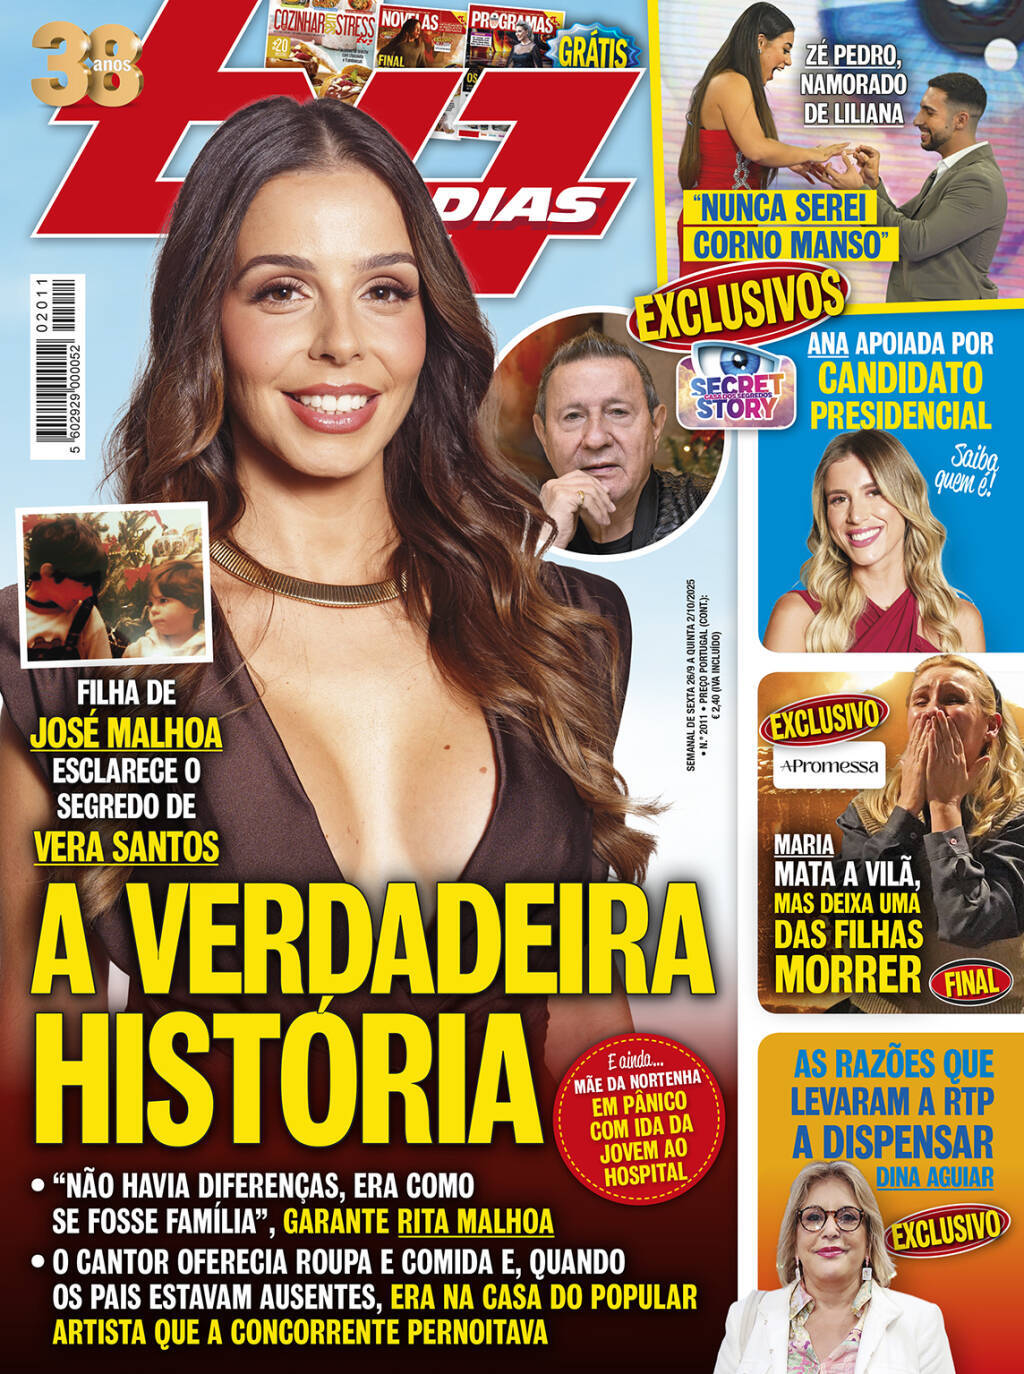 38
anos
COZINHAR
STRESS
+20
NOVELAS
FINAL
PROGRAMAS
GRÁTIS
DIAS
02011
5 602929 000052
ZÉ PEDRO,
NAMORADO
DE LILIANA
“NUNCA SEREI
CORNO MANSO”
EXCLUSIVOS
SECRET
CASA DOS SEGREDOS
STORY
ANA APOIADA POR
CANDIDATO
PRESIDENCIAL
Saiba
quem é!
SEMANAL DE SEXTA 26/9 A QUINTA 2/10/2025
• N.º 2011 • PREÇO PORTUGAL (CONT.):
€ 2,40 (IVA INCLUÍDO)
FILHA DE
JOSÉ MALHOA
ESCLARECE O
SEGREDO DE
VERA SANTOS
A VERDADEIRA
HISTÓRIA
• “NÃO HAVIA DIFERENÇAS, ERA COMO
SE FOSSE FAMÍLIA”, GARANTE RITA MALHOA
• O CANTOR OFERECIA ROUPA E COMIDA E, QUANDO
OS PAIS ESTAVAM AUSENTES, ERA NA CASA DO POPULAR
ARTISTA QUE A CONCORRENTE PERNOITAVA
E ainda...
MÃE DA NORTENHA
EM PÂNICO
COM IDA DA
JOVEM AO
HOSPITAL
EXCLUSIVO
A Promessa
MARIA
MATA A VILÃ,
MAS DEIXA UMA
DAS FILHAS
MORRER
FINAL
AS RAZÕES QUE
LEVARAM A RTP
A DISPENSAR
DINA AGUIAR
EXCLUSIVO